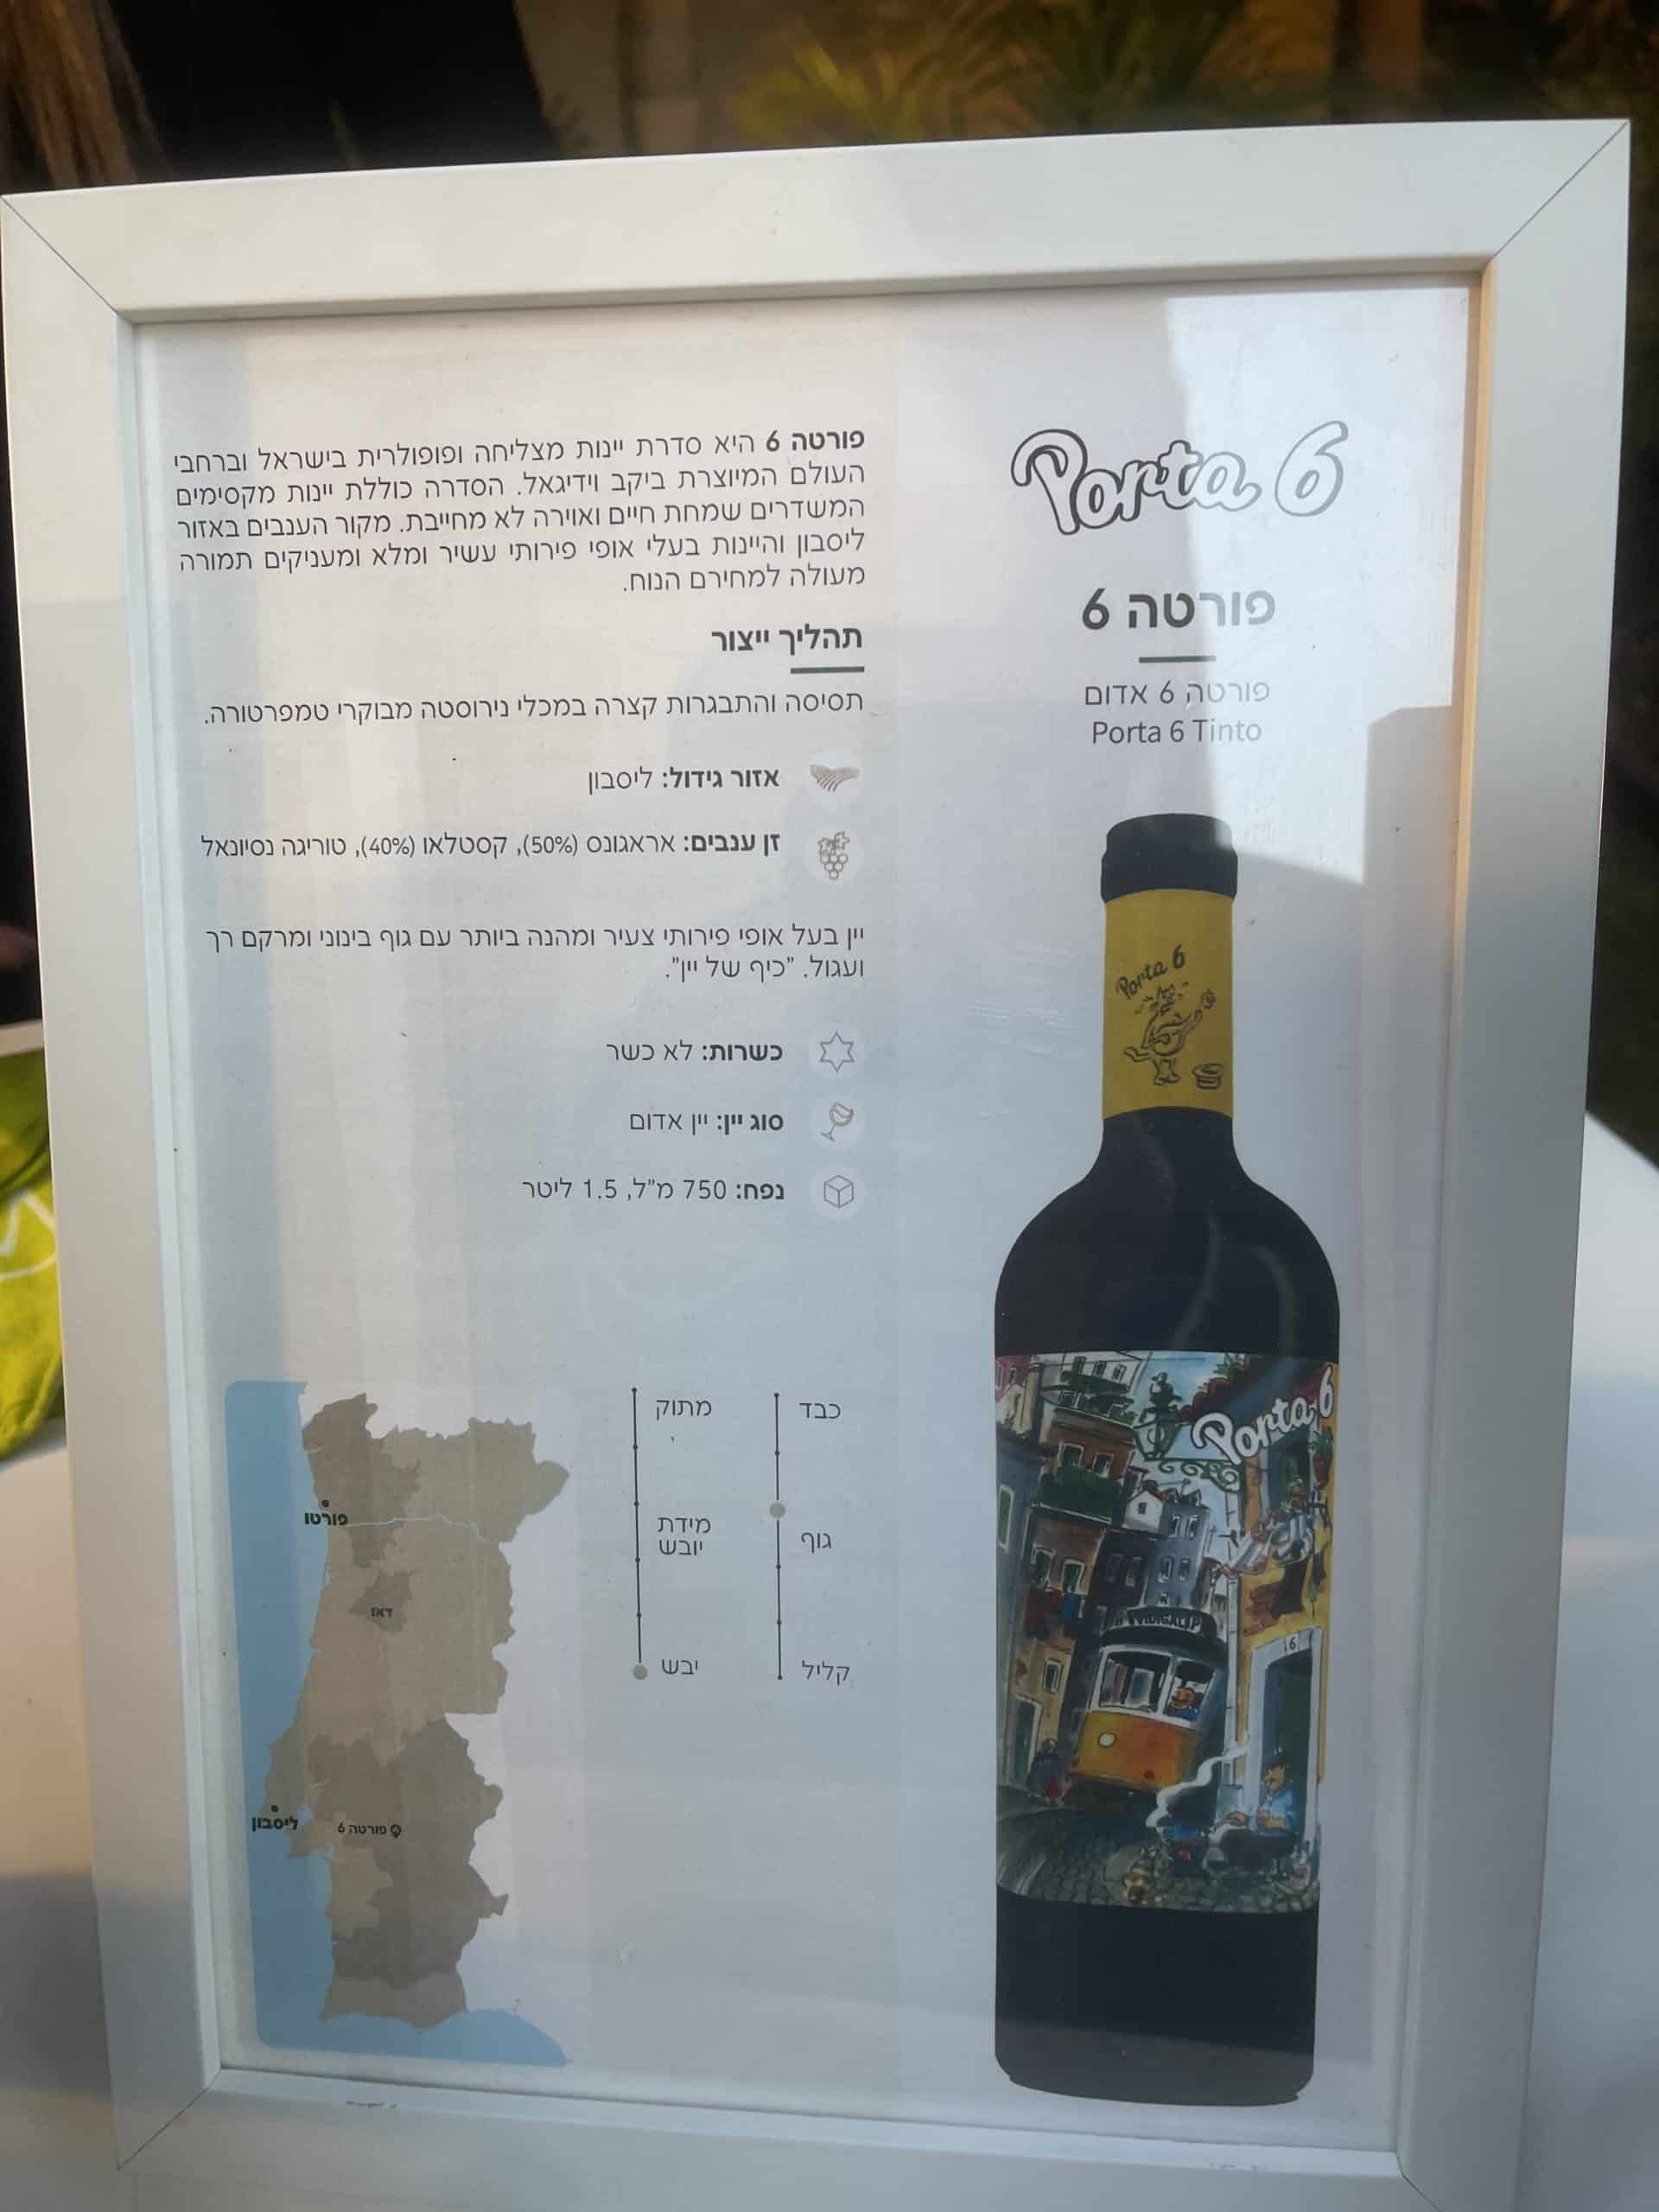 Porta 6
פורטה 6
פורטה 6 אדום
Porta 6 Tinto
פורטה 6 היא סדרת יינות מצליחה ופופולרית בישראל וברחבי
העולם המיוצרת ביקב וידיגאל. הסדרה כוללת יינות מקסימים
המשדרים שמחת חיים ואוירה לא מחייבת. מקור הענבים באזור
ליסבון והיינות בעלי אופי פירותי עשיר ומלא ומעניקים תמורה
מעולה למחירם הנוח.
תהליך ייצור
תסיסה והתבגרות קצרה במכלי נירוסטה מבוקרי טמפרטורה.
אזור גידול: ליסבון
זן ענבים: אראגונס (50%), קסטלאו (40%), טוריגה נסיונאל
יין בעל אופי פירותי צעיר ומהנה ביותר עם גוף בינוני ומרקם רך
ועגול. "כיף של יין".
כשרות: לא כשר
סוג יין: יין אדום
נפח: 750 מ"ל, 1.5 ליטר
כבד
גוף
קליל
מתוק
מידת
יובש
יבש
פורטו
דאו
ליסבון
פורטה 6
Porta 6
Porta 6
VIDIGAL
6